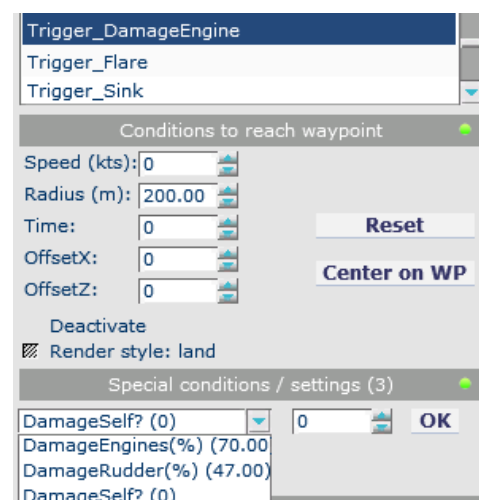 Trigger_DamageEngine
Trigger_Flare
Trigger_Sink
Conditions to reach waypoint
Speed (kts): 0
Radius (m): 200.00
Time: 0
Reset
OffsetX: 0
Center on WP
OffsetZ: 0
Deactivate
Render style: land
Special conditions / settings (3)
DamageSelf? (0) 0 OK
DamageEngines(%) (70.00
DamageRudder(%) (47.00)
DamageSelf? (0)